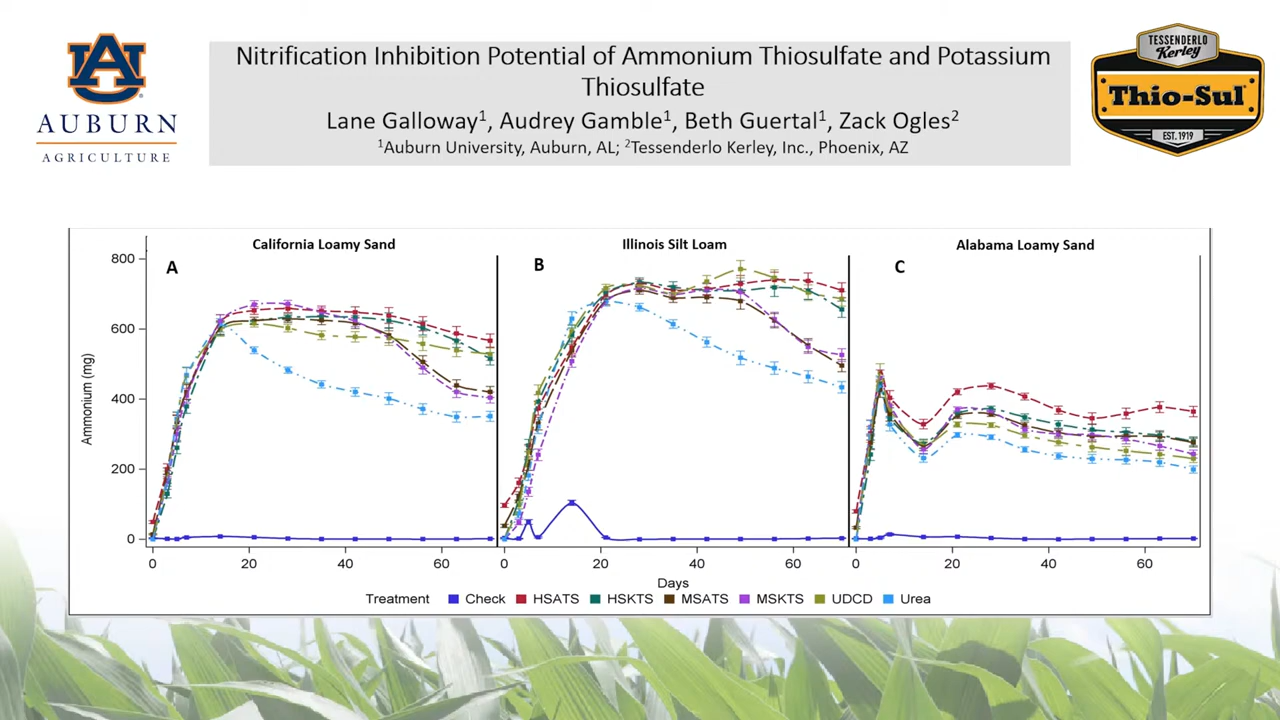 AUBURN
AGRICULTURE
Nitrification Inhibition Potential of Ammonium Thiosulfate and Potassium
Thiosulfate
Lane Galloway1, Audrey Gamble1, Beth Guertal1, Zack Ogles2
1Auburn University, Auburn, AL; 2Tessenderlo Kerley, Inc., Phoenix, AZ
TESSENDERLO
Kerley
Thio-Sul®
EST. 1919
California Loamy Sand
Illinois Silt Loam
Alabama Loamy Sand
A
B
C
Ammonium (mg)
800
600
400
200
0
0 20 40 60 0 20 40 60 0 20 40 60
Days
Treatment Check HSATS HSKTS MSATS MSKTS UDCD Urea